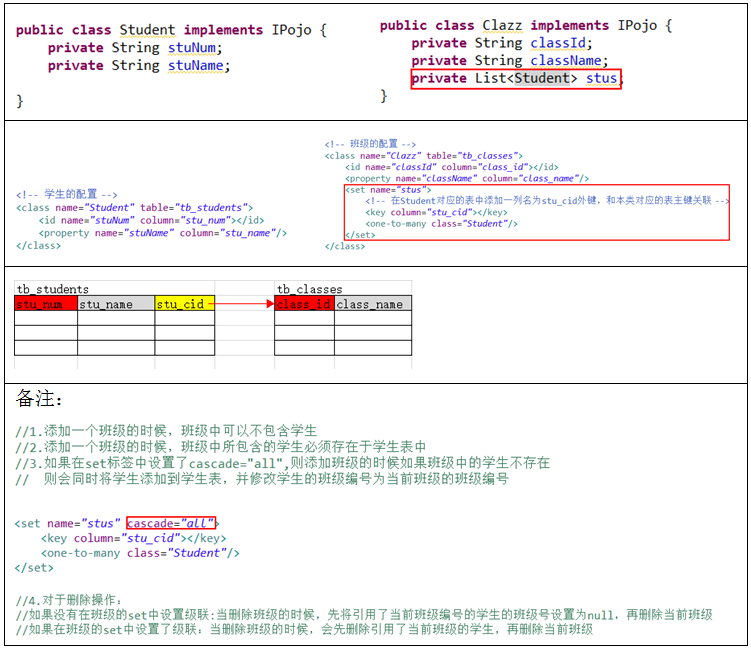 public class Student implements IPojo {
private String stuNum;
private String stuName;
}
public class Clazz implements IPojo {
private String classId;
private String className;
private List<Student> stus;
}
<!-- 学生的配置 -->
<class name="Student" table="tb_students">
<id name="stuNum" column="stu_num"></id>
<property name="stuName" column="stu_name"/>
</class>
<!-- 班级的配置 -->
<class name="Clazz" table="tb_classes">
<id name="classId" column="class_id"></id>
<property name="className" column="class_name"/>
<set name="stus">
<!-- 在Student对应的表中添加一列名为stu_cid外键，和本类对应的表主键关联 -->
<key column="stu_cid"></key>
<one-to-many class="Student"/>
</set>
</class>
tb_students
stu_num stu_name stu_cid
tb_classes
class_id class_name
备注：
//1.添加一个班级的时候，班级中可以不包含学生
//2.添加一个班级的时候，班级中所包含的学生必须存在于学生表中
//3.如果在set标签中设置了cascade="all",则添加班级的时候如果班级中的学生不存在
// 则会同时将学生添加到学生表，并修改学生的班级编号为当前班级的班级编号
<set name="stus" cascade="all">
<key column="stu_cid"></key>
<one-to-many class="Student"/>
</set>
//4.对于删除操作：
//如果没有在班级的set中设置级联:当删除班级的时候，先将引用了当前班级编号的学生的班级号设置为null，再删除当前班级
//如果在班级的set中设置了级联：当删除班级的时候，会先删除引用了当前班级的学生，再删除当前班级